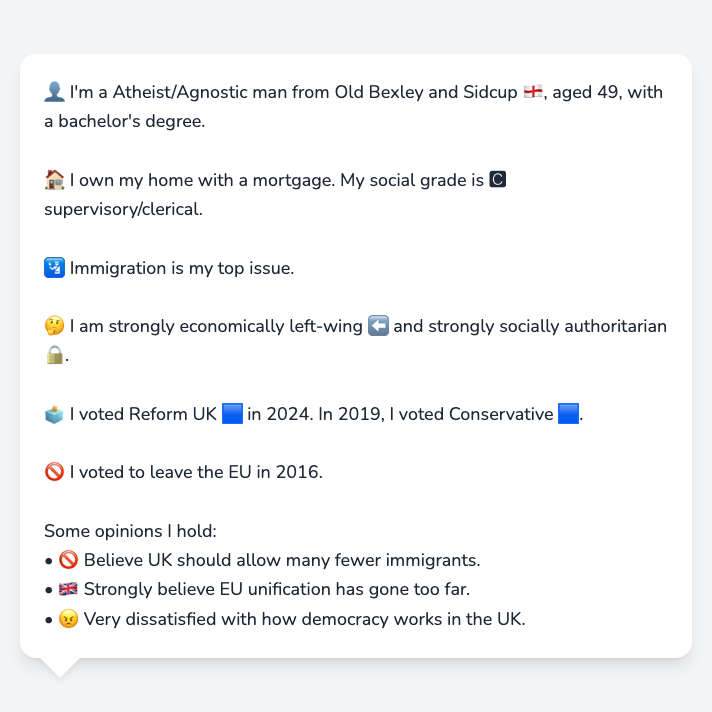 👤 I'm a Atheist/Agnostic man from Old Bexley and Sidcup 🏴󠁧󠁢󠁥󠁮󠁧󠁿, aged 49, with
a bachelor's degree.
🏠 I own my home with a mortgage. My social grade is 🅲
supervisory/clerical.
🛂 Immigration is my top issue.
🤔 I am strongly economically left-wing ⬅️ and strongly socially authoritarian
🔒.
🗳️ I voted Reform UK 🟦 in 2024. In 2019, I voted Conservative 🟦.
🚫 I voted to leave the EU in 2016.
Some opinions I hold:
• 🚫 Believe UK should allow many fewer immigrants.
• 🇬🇧 Strongly believe EU unification has gone too far.
• 😠 Very dissatisfied with how democracy works in the UK.